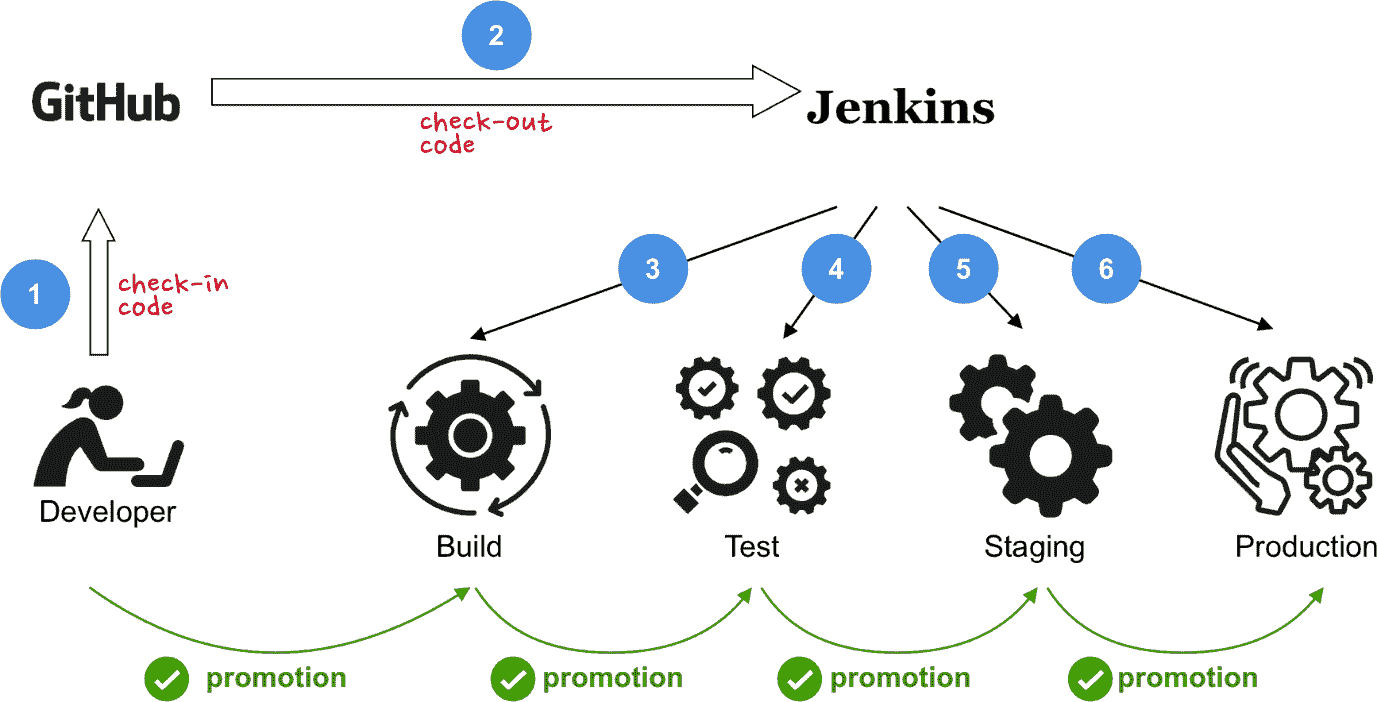 2
GitHub
check-out
code
Jenkins
1
check-in
code
3
4
5
6
Developer
Build
Test
Staging
Production
promotion
promotion
promotion
promotion